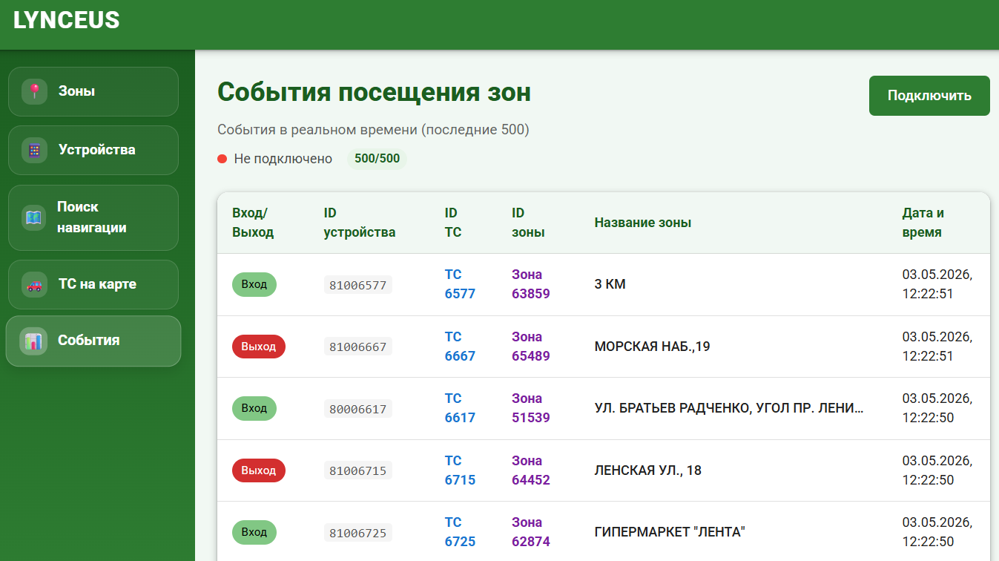 LYNCEUS
Зоны
Устройства
Поиск
навигации
ТС на карте
События
События посещения зон
Подключить
События в реальном времени (последние 500)
Не подключено 500/500
Вход/
Выход
ID
устройства
ID
ТС
ID
зоны
Название зоны
Дата и
время
Вход
81006577
ТС
6577
Зона
63859
3 КМ
03.05.2026,
12:22:51
Выход
81006667
ТС
6667
Зона
65489
МОРСКАЯ НАБ.,19
03.05.2026,
12:22:51
Вход
80006617
ТС
6617
Зона
51539
УЛ. БРАТЬЕВ РАДЧЕНКО, УГОЛ ПР. ЛЕНИ...
03.05.2026,
12:22:50
Выход
81006715
ТС
6715
Зона
64452
ЛЕНСКАЯ УЛ., 18
03.05.2026,
12:22:50
Вход
81006725
ТС
6725
Зона
62874
ГИПЕРМАРКЕТ "ЛЕНТА"
03.05.2026,
12:22:50